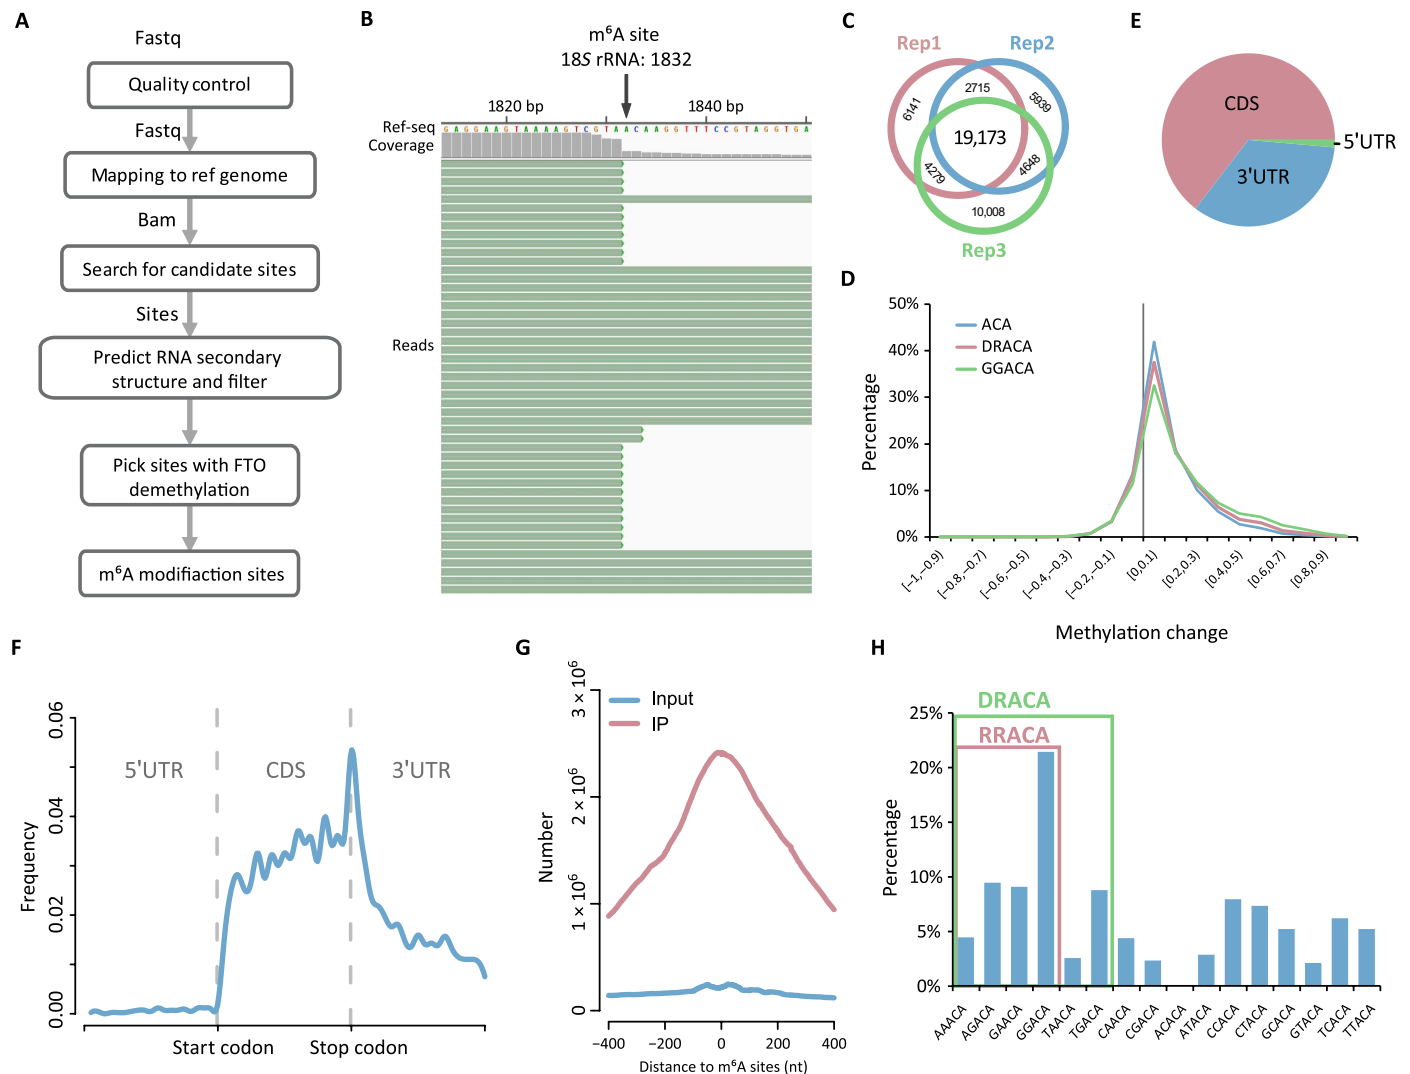 A
Fastq
Quality control
Fastq
Mapping to ref genome
Bam
Search for candidate sites
Sites
Predict RNA secondary
structure and filter
Pick sites with FTO
demethylation
m⁶A modifiaction sites
B
m⁶A site
18S rRNA: 1832
1820 bp
1840 bp
Ref-seq
GAGGAAGTAAAAGTCGTAACAAGGTTTCCGTAGGTGA
Coverage
Reads
C
Rep1
Rep2
2715
6141
5939
19,173
4279
4648
10,008
Rep3
E
CDS
5'UTR
3'UTR
D
50%
40%
30%
20%
10%
0%
Percentage
ACA
DRACA
GGACA
[−1,−0.9)
[−0.8,−0.7)
[−0.6,−0.5)
[−0.4,−0.3)
[−0.2,−0.1)
[0,0.1)
[0.2,0.3)
[0.4,0.5)
[0.6,0.7)
[0.8,0.9)
Methylation change
F
0.06
0.04
0.02
0.00
Frequency
5'UTR
CDS
3'UTR
Start codon
Stop codon
G
3 × 10⁶
2 × 10⁶
1 × 10⁶
0
Number
Input
IP
−400
−200
0
200
400
Distance to m⁶A sites (nt)
H
DRACA
RRACA
25%
20%
15%
10%
5%
0%
Percentage
AAACA
AGACA
GAACA
GGACA
TAACA
TGACA
CAACA
CGACA
ACACA
ATACA
CCACA
CTACA
GCACA
GTACA
TCACA
TTACA